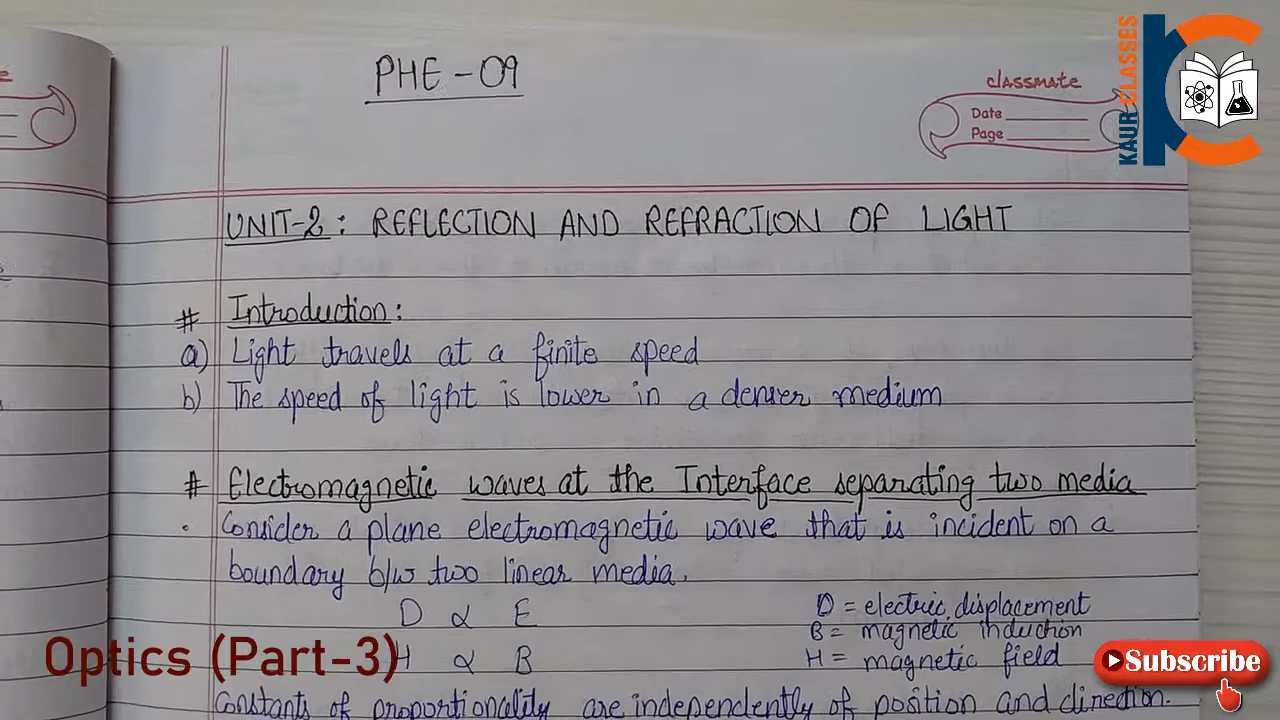 PHE - 09
classmate
Date
Page
KAUR CLASSES
UNIT-2 : REFLECTION AND REFRACTION OF LIGHT
# Introduction :
a) Light travels at a finite speed
b) The speed of light is lower in a denser medium
# Electromagnetic waves at the Interface separating two media
. Consider a plane electromagnetic wave that is incident on a
boundary b/w two linear media.
D ∝ E
D = electric displacement
B = magnetic induction
H ∝ B
H = magnetic field
Optics (Part-3)
Subscribe
Constants of proportionality are independently of position and direction.